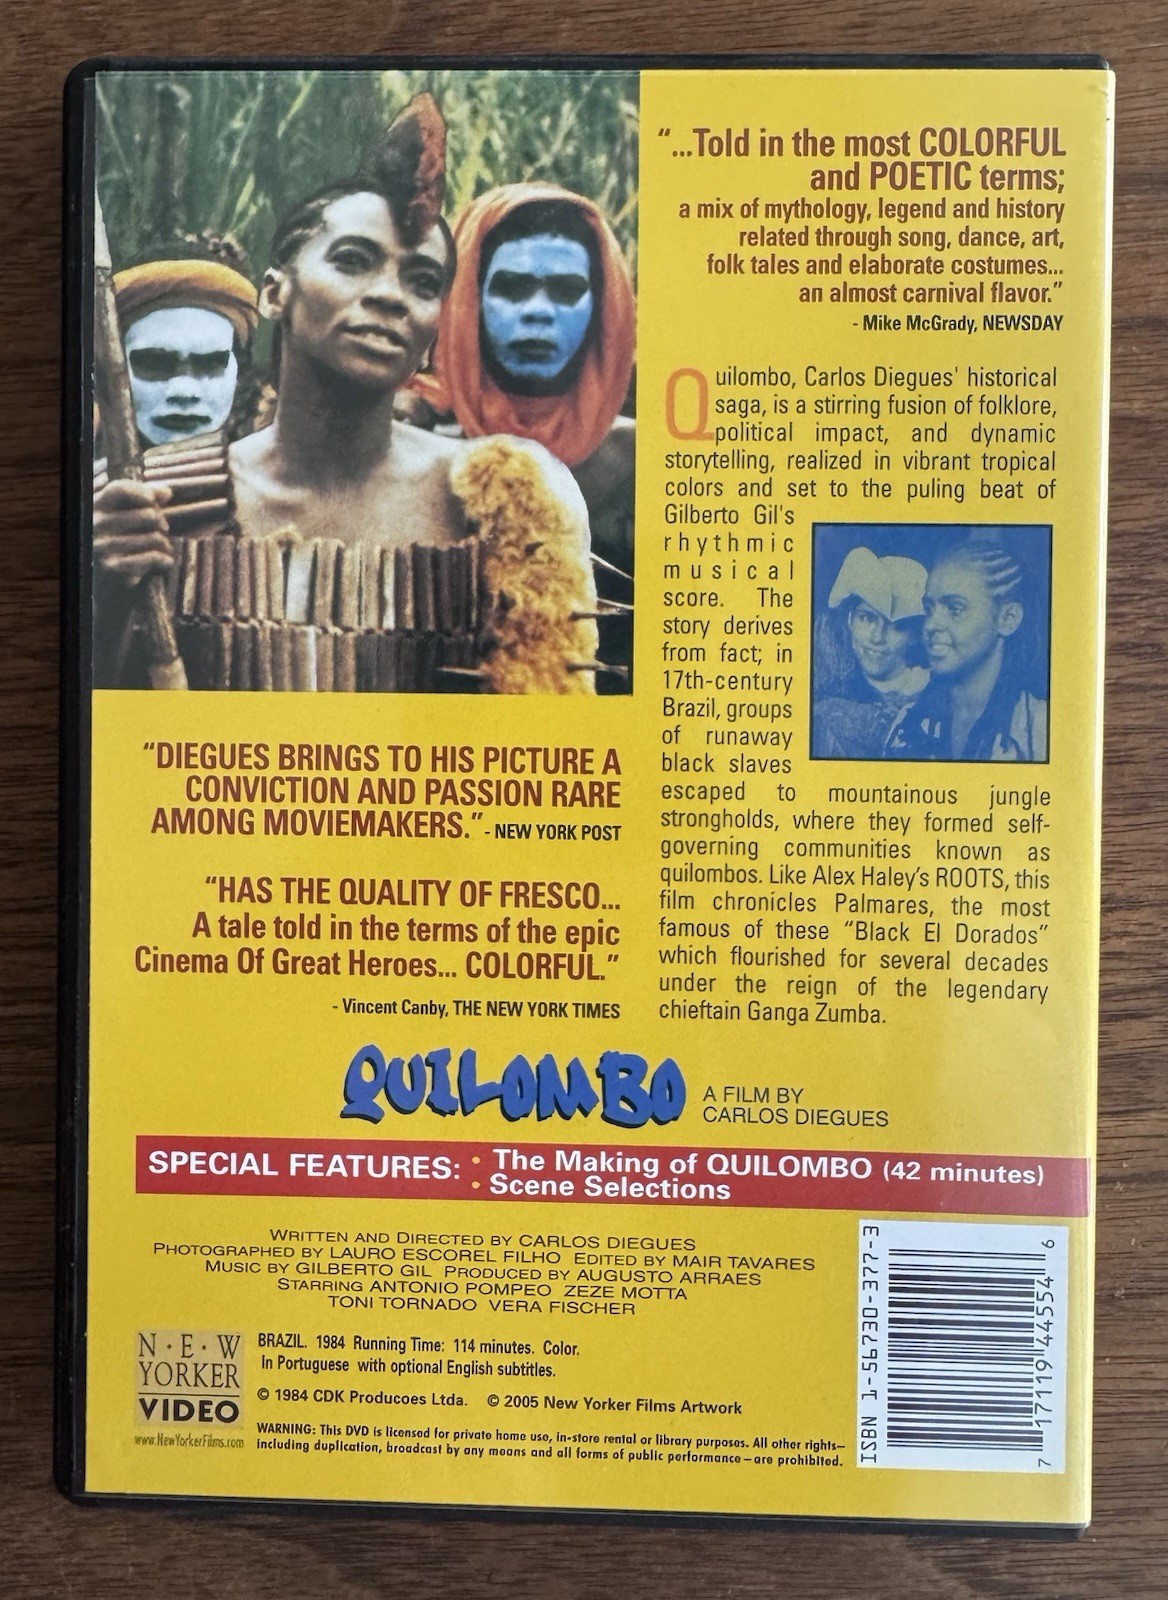 “...Told in the most COLORFUL
and POETIC terms;
a mix of mythology, legend and history
related through song, dance, art,
folk tales and elaborate costumes...
an almost carnival flavor.”
- Mike McGrady, NEWSDAY
Quilombo, Carlos Diegues' historical
saga, is a stirring fusion of folklore,
political impact, and dynamic
storytelling, realized in vibrant tropical
colors and set to the puling beat of
Gilberto Gil's
rhythmic
musical
score. The
story derives
from fact; in
17th-century
Brazil, groups
of runaway
black slaves
escaped to mountainous jungle
strongholds, where they formed self-
governing communities known as
quilombos. Like Alex Haley's ROOTS, this
film chronicles Palmares, the most
famous of these “Black El Dorados”
which flourished for several decades
under the reign of the legendary
chieftain Ganga Zumba.
“DIEGUES BRINGS TO HIS PICTURE A
CONVICTION AND PASSION RARE
AMONG MOVIEMAKERS.” - NEW YORK POST
“HAS THE QUALITY OF FRESCO...
A tale told in the terms of the epic
Cinema Of Great Heroes... COLORFUL.”
- Vincent Canby, THE NEW YORK TIMES
QUILOMBO
A FILM BY
CARLOS DIEGUES
SPECIAL FEATURES: • The Making of QUILOMBO (42 minutes)
• Scene Selections
WRITTEN AND DIRECTED BY CARLOS DIEGUES
PHOTOGRAPHED BY LAURO ESCOREL FILHO EDITED BY MAIR TAVARES
MUSIC BY GILBERTO GIL PRODUCED BY AUGUSTO ARRAES
STARRING ANTONIO POMPEO ZEZE MOTTA
TONI TORNADO VERA FISCHER
N·E·W
YORKER
VIDEO
www.NewYorkerFilms.com
BRAZIL. 1984 Running Time: 114 minutes. Color.
In Portuguese with optional English subtitles.
© 1984 CDK Producoes Ltda. © 2005 New Yorker Films Artwork
WARNING: This DVD is licensed for private home use, in-store rental or library purposes. All other rights—
including duplication, broadcast by any means and all forms of public performance—are prohibited.
ISBN 1-56730-377-3
7 17119 44554 6